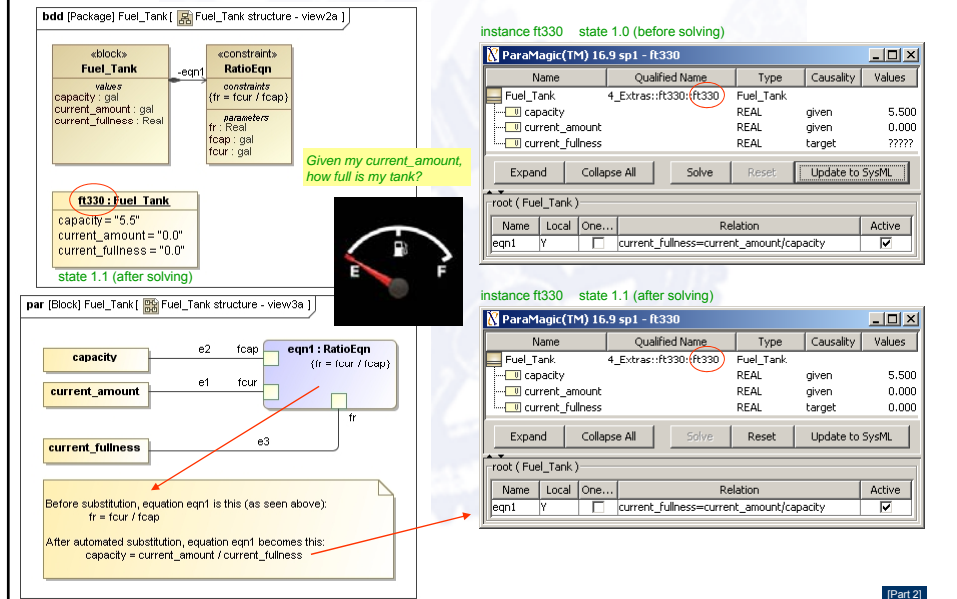 bdd [Package] Fuel_Tank [ Fuel_Tank structure - view2a ]
«block»
Fuel_Tank
values
capacity : gal
current_amount : gal
current_fullness : Real
-eqn1
«constraint»
RatioEqn
constraints
{fr = fcur / fcap}
parameters
fr : Real
fcap : gal
fcur : gal
Given my current_amount,
how full is my tank?
ft330 : Fuel_Tank
capacity = "5.5"
current_amount = "0.0"
current_fullness = "0.0"
state 1.1 (after solving)
E F
par [Block] Fuel_Tank [ Fuel_Tank structure - view3a ]
capacity
e2 fcap
eqn1 : RatioEqn
{fr = fcur / fcap}
current_amount
e1 fcur
fr
current_fullness
e3
Before substitution, equation eqn1 is this (as seen above):
fr = fcur / fcap
After automated substitution, equation eqn1 becomes this:
capacity = current_amount / current_fullness
instance ft330 state 1.0 (before solving)
ParaMagic(TM) 16.9 sp1 - ft330
Name Qualified Name Type Causality Values
Fuel_Tank 4_Extras::ft330::ft330 Fuel_Tank
capacity REAL given 5.500
current_amount REAL given 0.000
current_fullness REAL target ?????
Expand Collapse All Solve Reset Update to SysML
root ( Fuel_Tank )
Name Local One... Relation Active
eqn1 Y current_fullness=current_amount/capacity
instance ft330 state 1.1 (after solving)
ParaMagic(TM) 16.9 sp1 - ft330
Name Qualified Name Type Causality Values
Fuel_Tank 4_Extras::ft330::ft330 Fuel_Tank
capacity REAL given 5.500
current_amount REAL given 0.000
current_fullness REAL target 0.000
Expand Collapse All Solve Reset Update to SysML
root ( Fuel_Tank )
Name Local One... Relation Active
eqn1 Y current_fullness=current_amount/capacity
[Part 2]